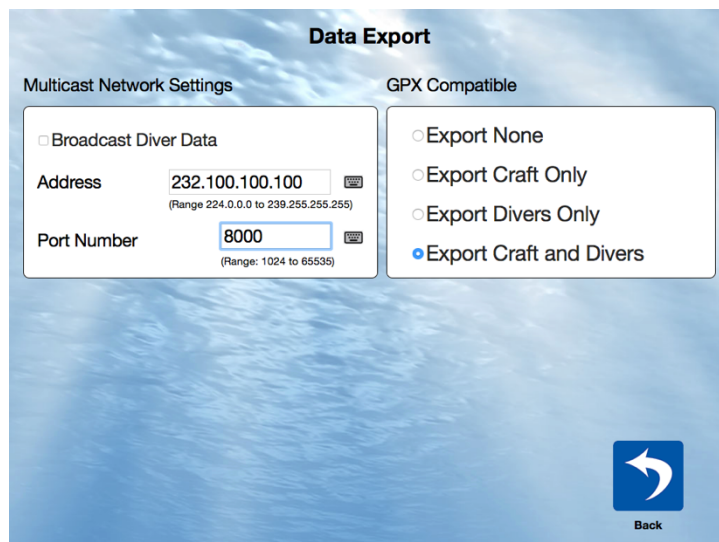 Data Export
Multicast Network Settings
Broadcast Diver Data
Address 232.100.100.100
(Range 224.0.0.0 to 239.255.255.255)
Port Number 8000
(Range: 1024 to 65535)
GPX Compatible
Export None
Export Craft Only
Export Divers Only
Export Craft and Divers
Back